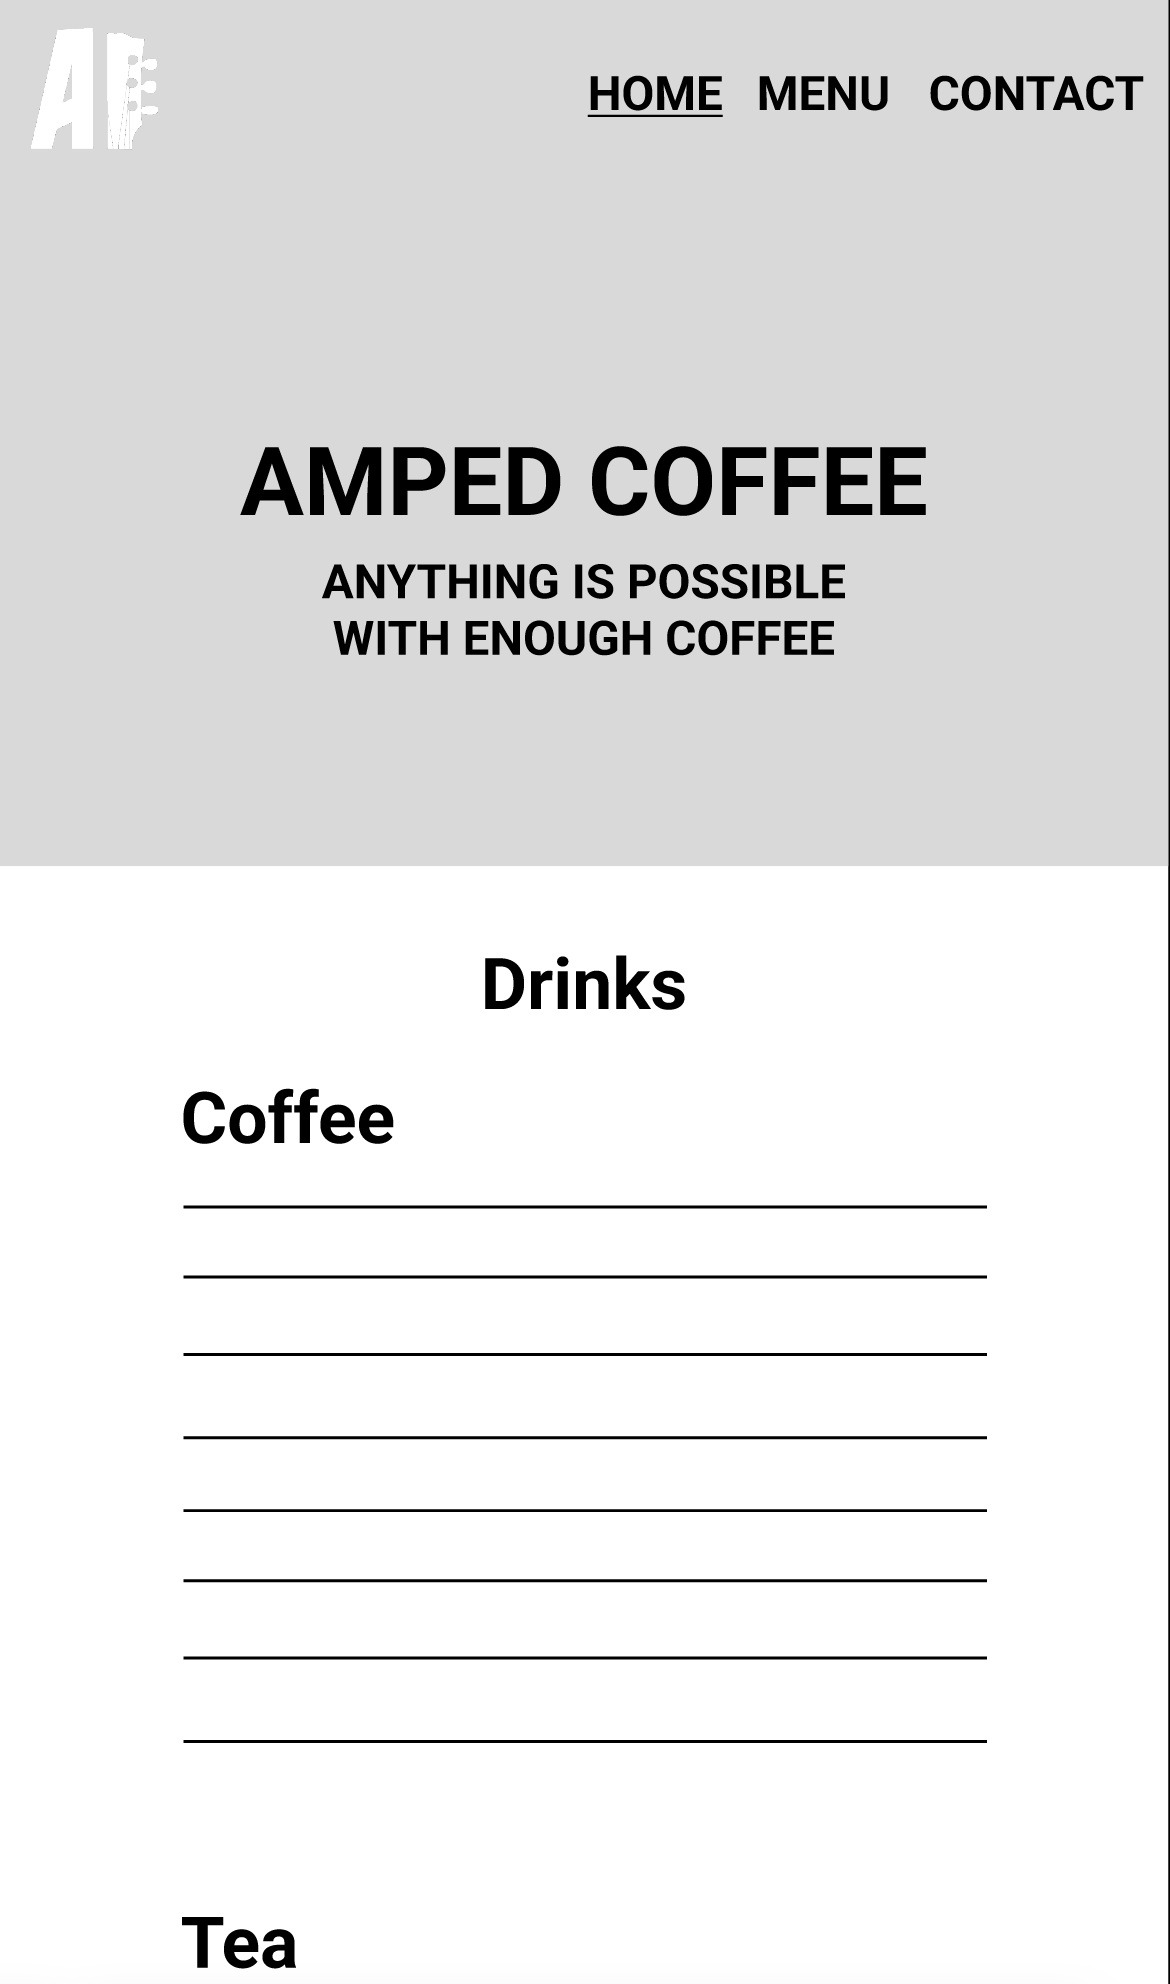 HOME MENU CONTACT
AMPED COFFEE
ANYTHING IS POSSIBLE
WITH ENOUGH COFFEE
Drinks
Coffee
Tea